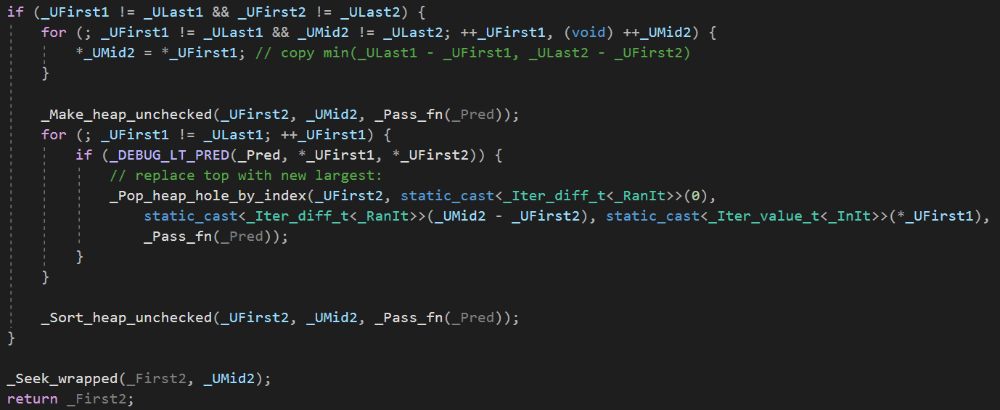 if (_UFirst1 != _ULast1 && _UFirst2 != _ULast2) {
for (; _UFirst1 != _ULast1 && _UMid2 != _ULast2; ++_UFirst1, (void) ++_UMid2) {
*_UMid2 = *_UFirst1; // copy min(_ULast1 - _UFirst1, _ULast2 - _UFirst2)
}
_Make_heap_unchecked(_UFirst2, _UMid2, _Pass_fn(_Pred));
for (; _UFirst1 != _ULast1; ++_UFirst1) {
if (_DEBUG_LT_PRED(_Pred, *_UFirst1, *_UFirst2)) {
// replace top with new largest:
_Pop_heap_hole_by_index(_UFirst2, static_cast<_Iter_diff_t<_RanIt>>(0),
static_cast<_Iter_diff_t<_RanIt>>(_UMid2 - _UFirst2), static_cast<_Iter_value_t<_InIt>>(*_UFirst1),
_Pass_fn(_Pred));
}
}
_Sort_heap_unchecked(_UFirst2, _UMid2, _Pass_fn(_Pred));
}
_Seek_wrapped(_First2, _UMid2);
return _First2;